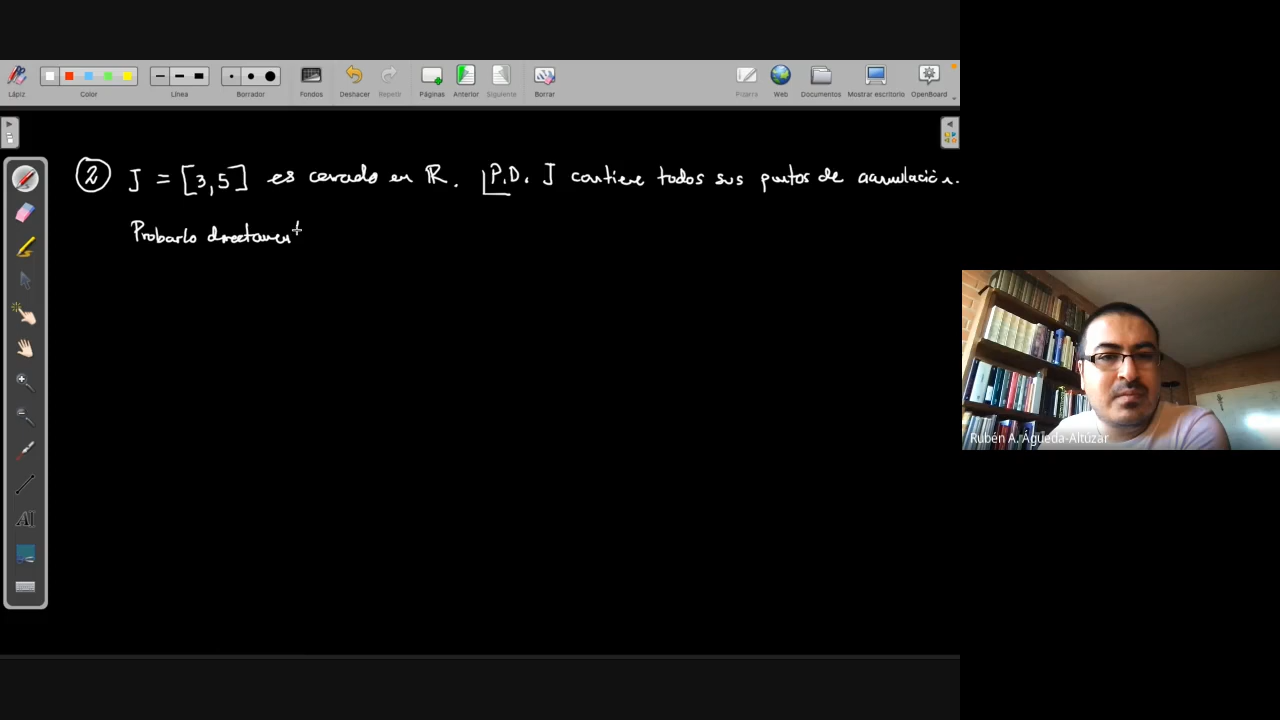 Lápiz Color Línea Borrador Fondos Deshacer Repetir Páginas Anterior Siguiente Borrar Pizarra Web Documentos Mostrar escritorio OpenBoard
② J = [3,5] es cerrado en ℝ. P.D. J contiene todos sus puntos de acumulación.
Probarlo directament
Rubén A. Águeda-Altúzar